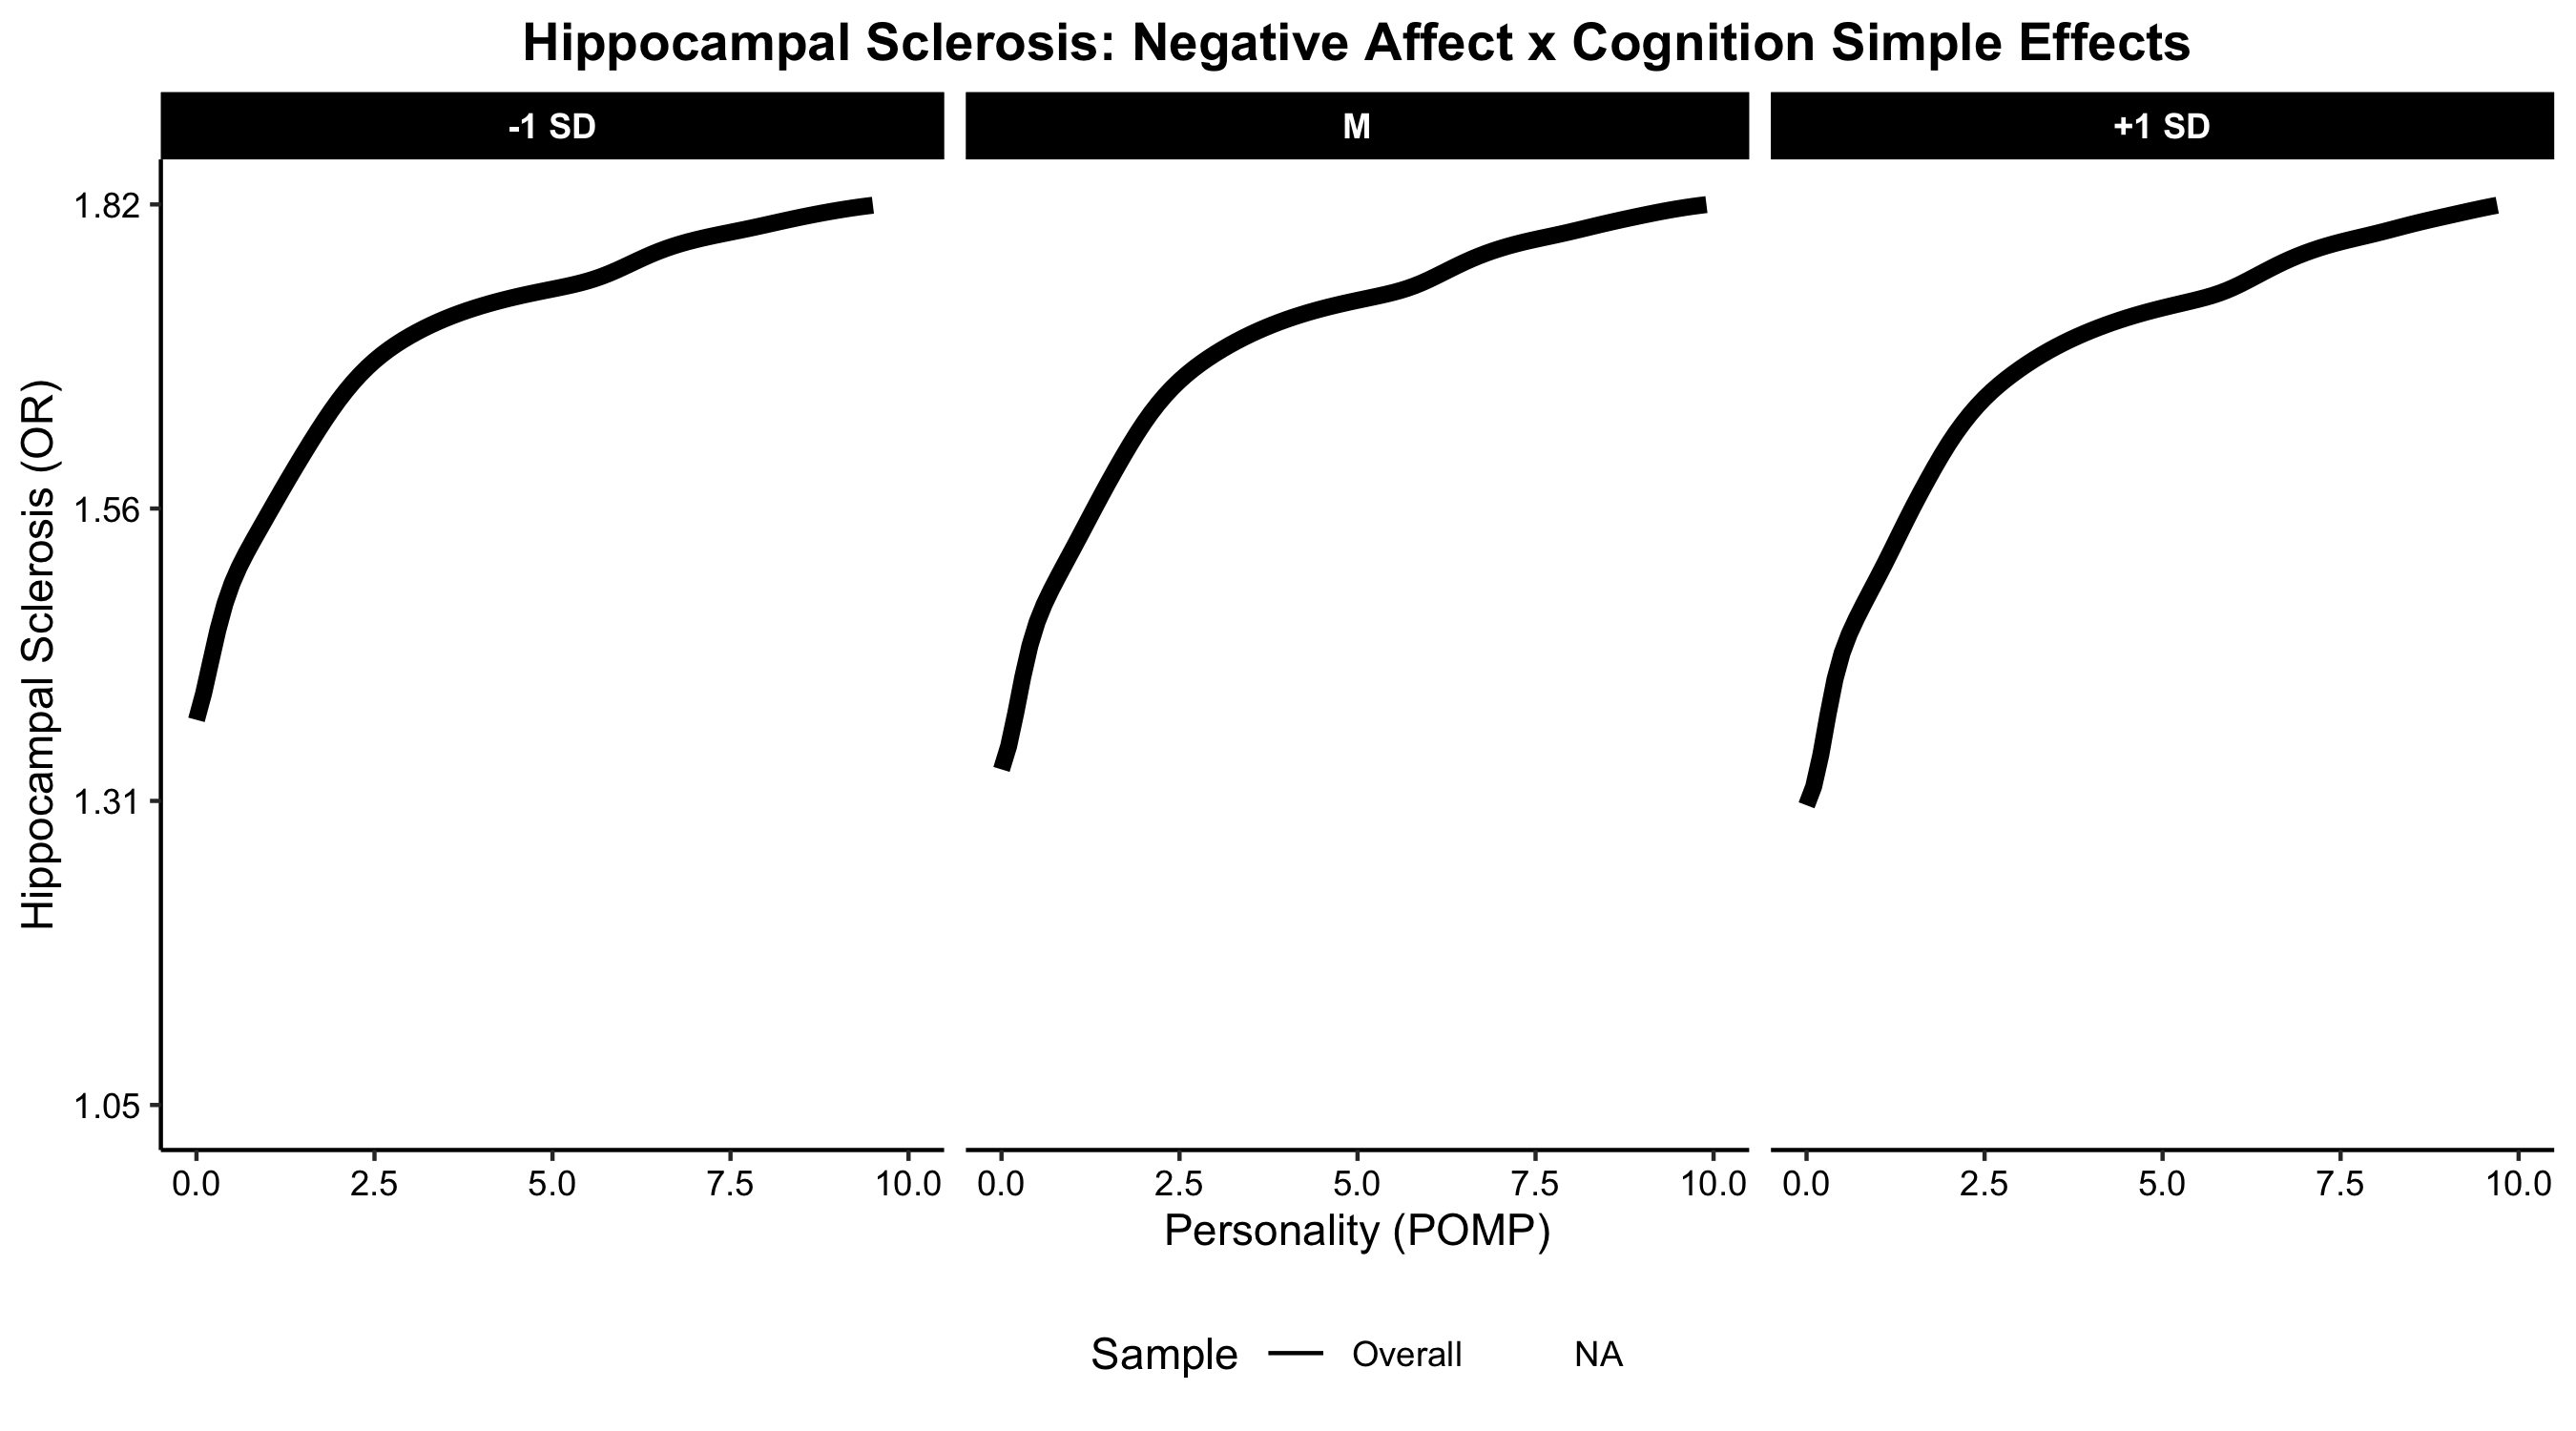 Hippocampal Sclerosis: Negative Affect x Cognition Simple Effects
-1 SD
M
+1 SD
Hippocampal Sclerosis (OR)
1.82
1.56
1.31
1.05
0.0 2.5 5.0 7.5 10.0
0.0 2.5 5.0 7.5 10.0
0.0 2.5 5.0 7.5 10.0
Personality (POMP)
Sample Overall NA